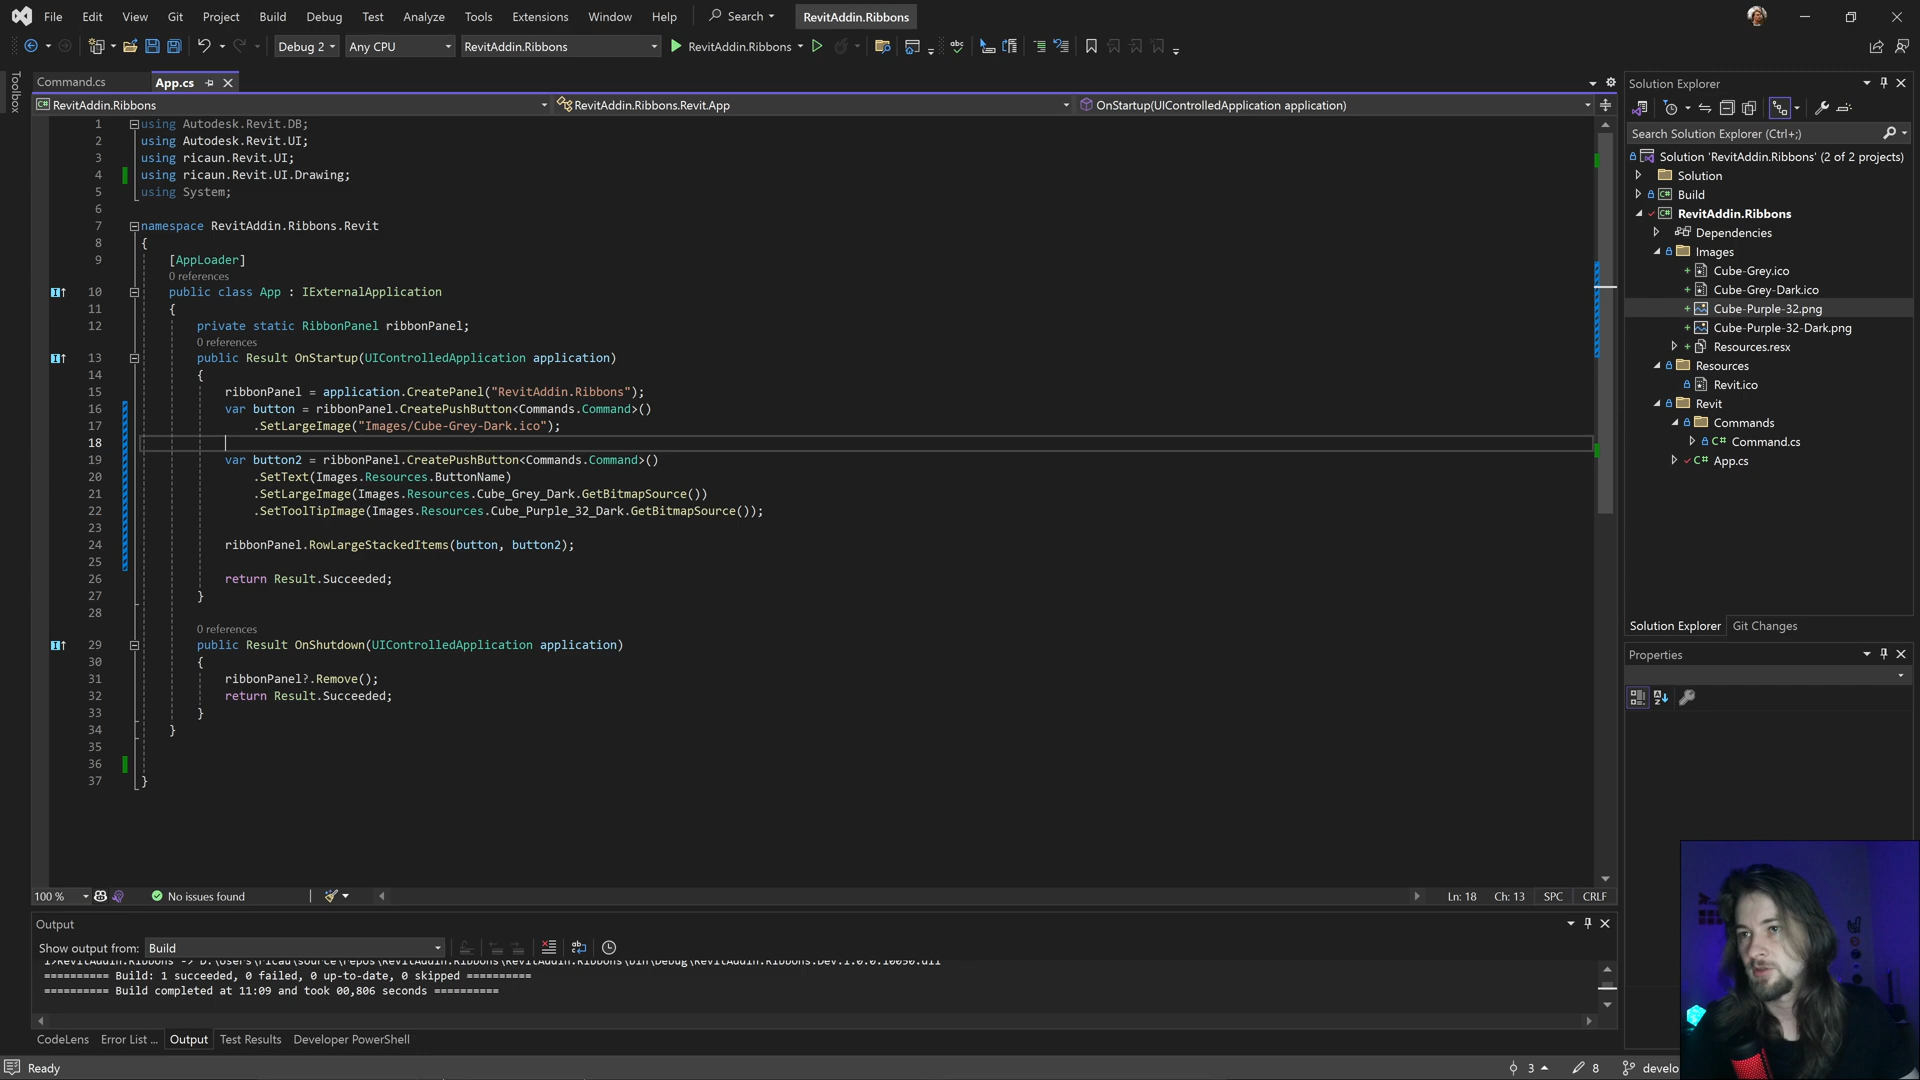 File Edit View Git Project Build Debug Test Analyze Tools Extensions Window Help Search RevitAddin.Ribbons
Debug 2 Any CPU RevitAddin.Ribbons RevitAddin.Ribbons
Toolbox
Command.cs App.cs
RevitAddin.Ribbons RevitAddin.Ribbons.Revit.App OnStartup(UIControlledApplication application)
1 using Autodesk.Revit.DB;
2 using Autodesk.Revit.UI;
3 using ricaun.Revit.UI;
4 using ricaun.Revit.UI.Drawing;
5 using System;
6
7 namespace RevitAddin.Ribbons.Revit
8 {
9 [AppLoader]
0 references
10 public class App : IExternalApplication
11 {
12 private static RibbonPanel ribbonPanel;
0 references
13 public Result OnStartup(UIControlledApplication application)
14 {
15 ribbonPanel = application.CreatePanel("RevitAddin.Ribbons");
16 var button = ribbonPanel.CreatePushButton<Commands.Command>()
17 .SetLargeImage("Images/Cube-Grey-Dark.ico");
18
19 var button2 = ribbonPanel.CreatePushButton<Commands.Command>()
20 .SetText(Images.Resources.ButtonName)
21 .SetLargeImage(Images.Resources.Cube_Grey_Dark.GetBitmapSource())
22 .SetToolTipImage(Images.Resources.Cube_Purple_32_Dark.GetBitmapSource());
23
24 ribbonPanel.RowLargeStackedItems(button, button2);
25
26 return Result.Succeeded;
27 }
28
0 references
29 public Result OnShutdown(UIControlledApplication application)
30 {
31 ribbonPanel?.Remove();
32 return Result.Succeeded;
33 }
34 }
35
36
37 }
100 % No issues found Ln: 18 Ch: 13 SPC CRLF
Output
Show output from: Build
========== Build: 1 succeeded, 0 failed, 0 up-to-date, 0 skipped ==========
========== Build completed at 11:09 and took 00,806 seconds ==========
CodeLens Error List ... Output Test Results Developer PowerShell
Ready 3 8 develo
Solution Explorer
Search Solution Explorer (Ctrl+;)
Solution 'RevitAddin.Ribbons' (2 of 2 projects)
Solution
Build
RevitAddin.Ribbons
Dependencies
Images
Cube-Grey.ico
Cube-Grey-Dark.ico
Cube-Purple-32.png
Cube-Purple-32-Dark.png
Resources.resx
Resources
Revit.ico
Revit
Commands
Command.cs
App.cs
Solution Explorer Git Changes
Properties